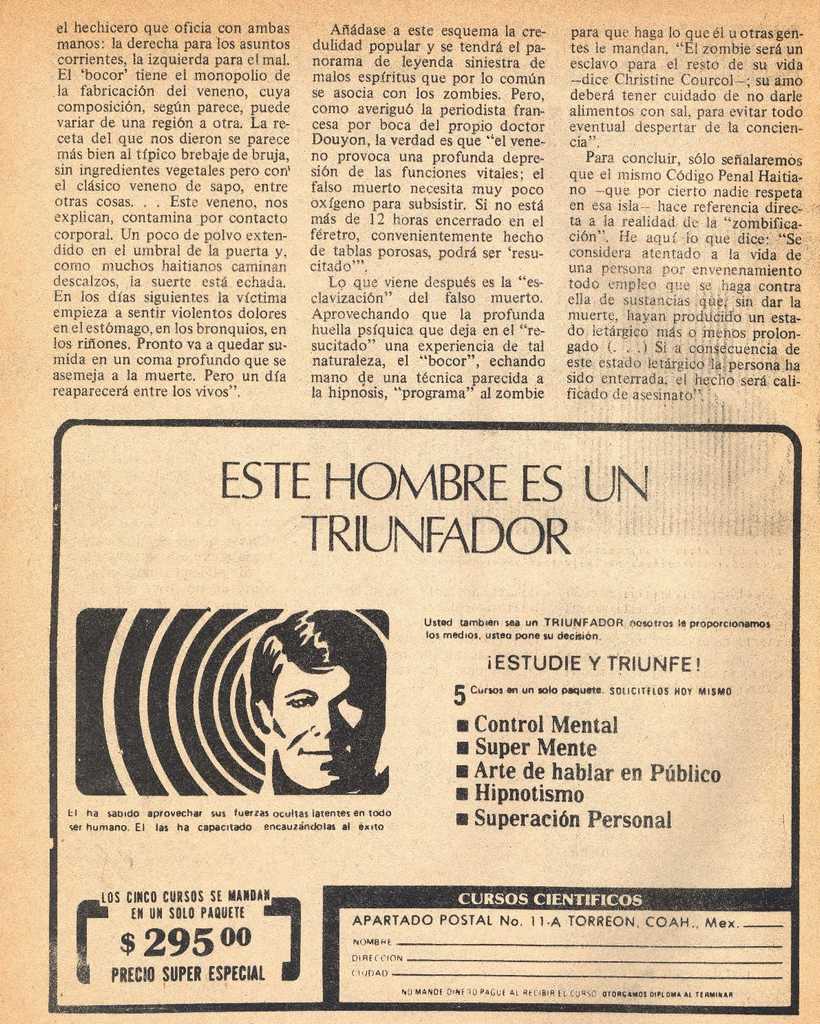 el hechicero que oficia con ambas
manos: la derecha para los asuntos
corrientes, la izquierda para el mal.
El 'bocor' tiene el monopolio de
la fabricación del veneno, cuya
composición, según parece, puede
variar de una región a otra. La re-
ceta del que nos dieron se parece
más bien al típico brebaje de bruja,
sin ingredientes vegetales pero con
el clásico veneno de sapo, entre
otras cosas. . . Este veneno, nos
explican, contamina por contacto
corporal. Un poco de polvo exten-
dido en el umbral de la puerta y,
como muchos haitianos caminan
descalzos, la suerte está echada.
En los días siguientes la víctima
empieza a sentir violentos dolores
en el estómago, en los bronquios, en
los riñones. Pronto va a quedar su-
mida en un coma profundo que se
asemeja a la muerte. Pero un día
reaparecerá entre los vivos”.
Añádase a este esquema la cre-
dulidad popular y se tendrá el pa-
norama de leyenda siniestra de
malos espíritus que por lo común
se asocia con los zombies. Pero,
como averiguó la periodista fran-
cesa por boca del propio doctor
Douyon, la verdad es que “el vene-
no provoca una profunda depre-
sión de las funciones vitales; el
falso muerto necesita muy poco
oxígeno para subsistir. Si no está
más de 12 horas encerrado en el
féretro, convenientemente hecho
de tablas porosas, podrá ser ‘resu-
citado’”.
Lo que viene después es la “es-
clavización” del falso muerto.
Aprovechando que la profunda
huella psíquica que deja en el “re-
sucitado” una experiencia de tal
naturaleza, el “bocor”, echando
mano de una técnica parecida a
la hipnosis, “programa” al zombie
para que haga lo que él u otras gen-
tes le mandan. “El zombie será un
esclavo para el resto de su vida
—dice Christine Courcol—; su amo
deberá tener cuidado de no darle
alimentos con sal, para evitar todo
eventual despertar de la concien-
cia”.
Para concluir, sólo señalaremos
que el mismo Código Penal Haitia-
no —que por cierto nadie respeta
en esa isla— hace referencia direc-
ta a la realidad de la “zombifica-
ción”. He aquí lo que dice: “Se
considera atentado a la vida de
una persona por envenenamiento
todo empleo que se haga contra
ella de sustancias que, sin dar la
muerte, hayan producido un esta-
do letárgico más o menos prolon-
gado (. . .) Si a consecuencia de
este estado letárgico la persona ha
sido enterrada, el hecho será cali-
ficado de asesinato”.
ESTE HOMBRE ES UN
TRIUNFADOR
El ha sabido aprovechar sus fuerzas ocultas latentes en todo
ser humano. El las ha capacitado encauzándolas al éxito
Usted tambien sea un TRIUNFADOR nosotros le proporcionamos
los medios, usted pone su decisión.
¡ESTUDIE Y TRIUNFE!
5 Cursos en un solo paquete. SOLICITELOS HOY MISMO
■ Control Mental
■ Super Mente
■ Arte de hablar en Público
■ Hipnotismo
■ Superación Personal
LOS CINCO CURSOS SE MANDAN
EN UN SOLO PAQUETE
$ 295 00
PRECIO SUPER ESPECIAL
CURSOS CIENTIFICOS
APARTADO POSTAL No. 11-A TORREON, COAH., Mex.
NOMBRE
DIRECCION
CIUDAD
NO MANDE DINERO PAGUE AL RECIBIR EL CURSO OTORGAMOS DIPLOMA AL TERMINAR